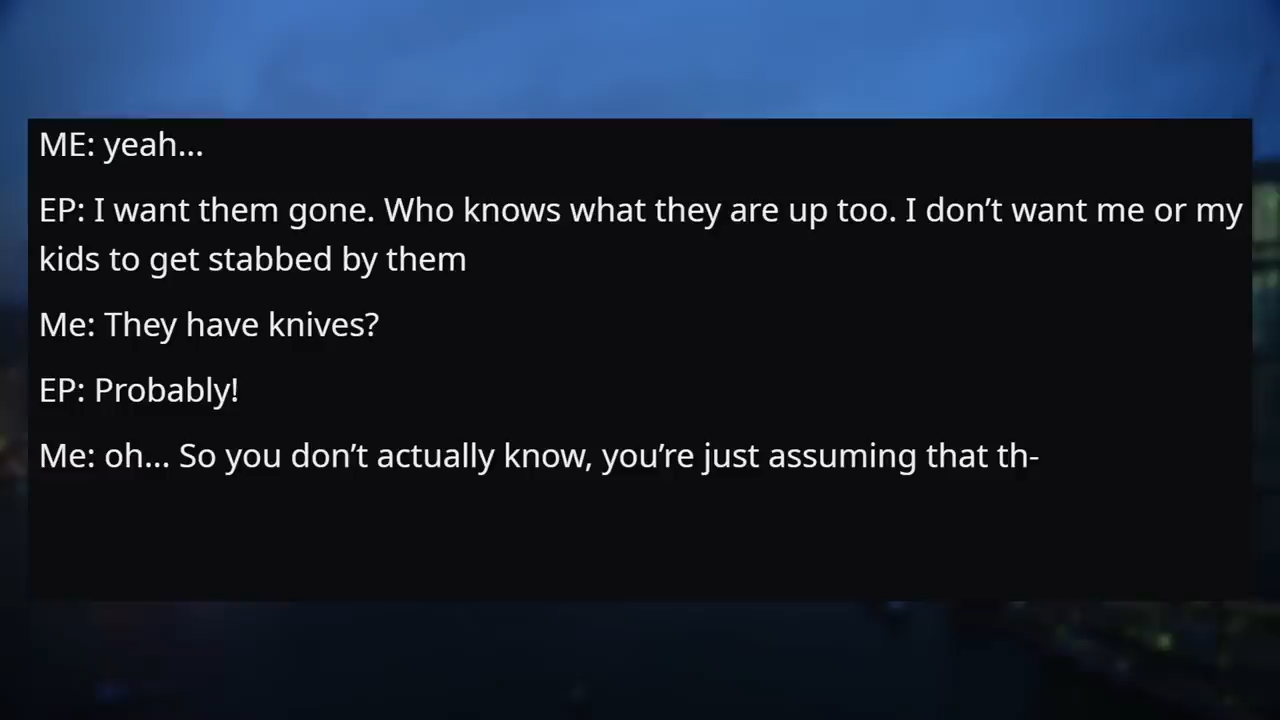 ME: yeah...
EP: I want them gone. Who knows what they are up too. I don’t want me or my
kids to get stabbed by them
Me: They have knives?
EP: Probably!
Me: oh... So you don’t actually know, you’re just assuming that th-